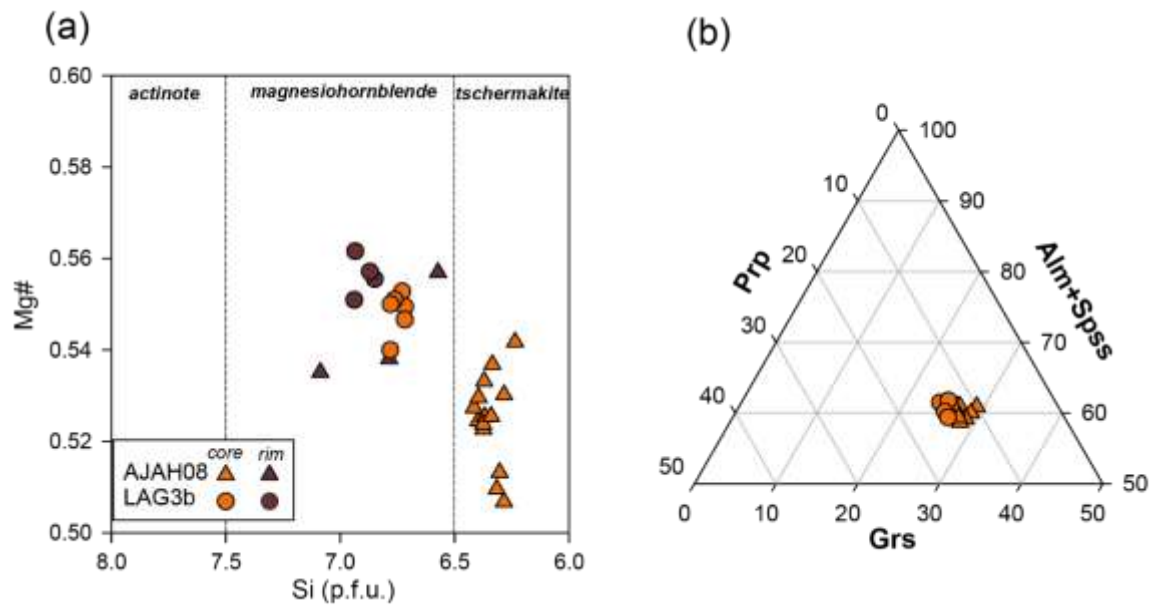 (a)
(b)
0.60
0.58
0.56
0.54
0.52
0.50
Mg#
actinote
magnesiohornblende
tschermakite
core rim
AJAH08
LAG3b
8.0 7.5 7.0 6.5 6.0
Si (p.f.u.)
0
10
20
30
40
50
Prp
100
90
80
70
60
50
Alm+Spss
0 10 20 30 40 50
Grs